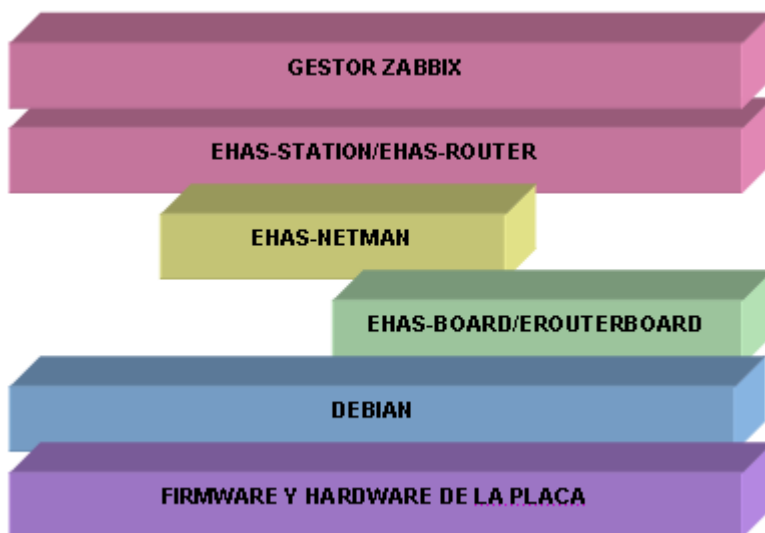 GESTOR ZABBIX
EHAS-STATION/EHAS-ROUTER
EHAS-NETMAN
EHAS-BOARD/EROUTERBOARD
DEBIAN
FIRMWARE Y HARDWARE DE LA PLACA